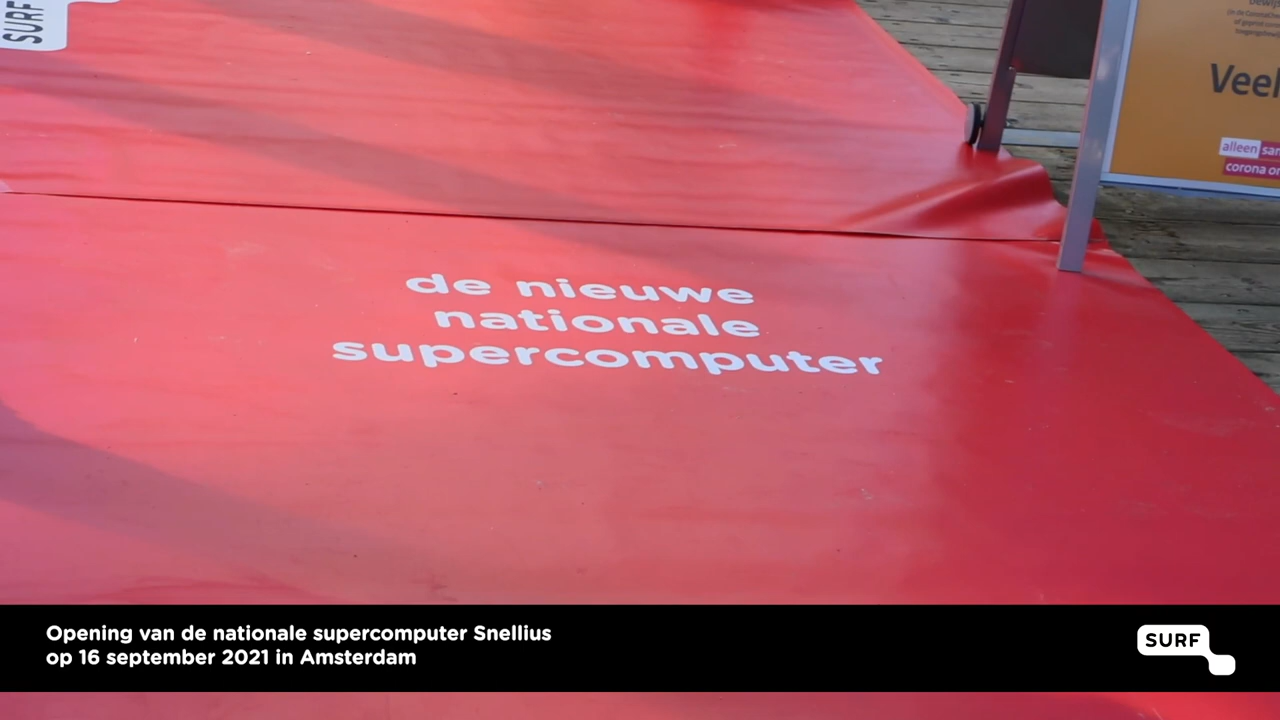 SURF
Veel
alleen
corona
de nieuwe
nationale
supercomputer
Opening van de nationale supercomputer Snellius
op 16 september 2021 in Amsterdam
SURF